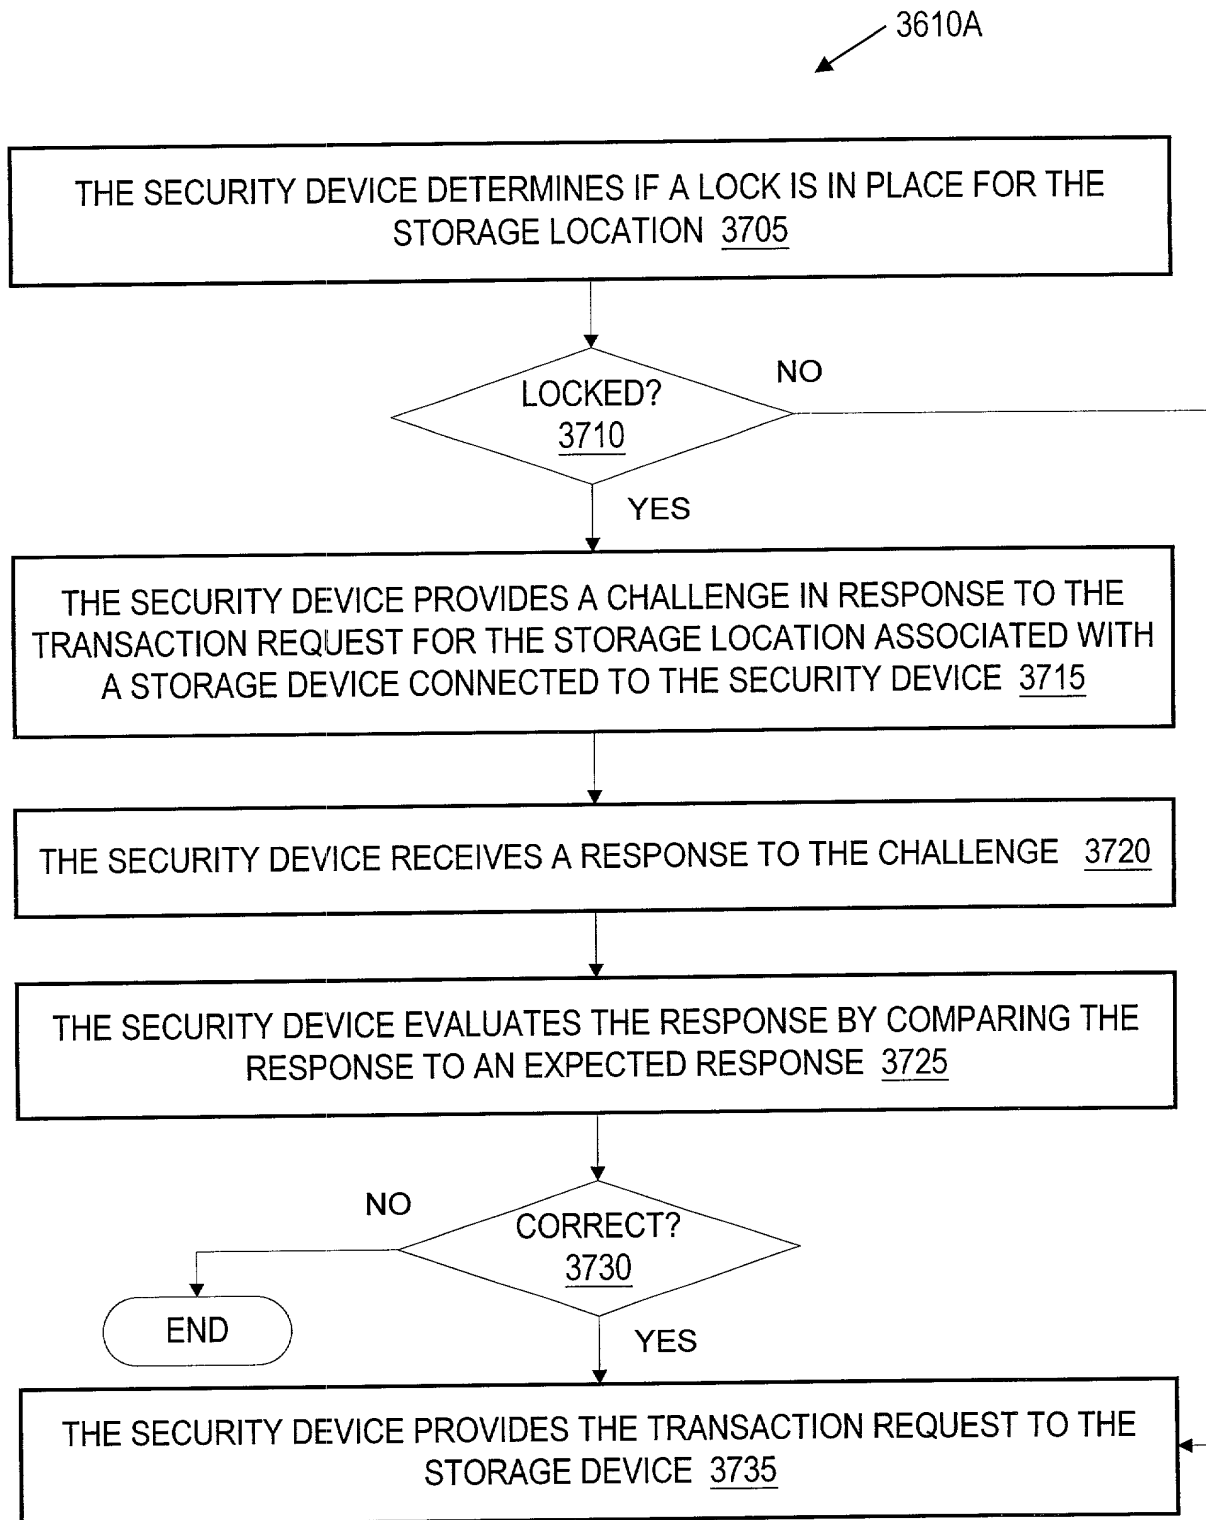 3610A
THE SECURITY DEVICE DETERMINES IF A LOCK IS IN PLACE FOR THE
STORAGE LOCATION 3705
LOCKED?
3710
NO
YES
THE SECURITY DEVICE PROVIDES A CHALLENGE IN RESPONSE TO THE
TRANSACTION REQUEST FOR THE STORAGE LOCATION ASSOCIATED WITH
A STORAGE DEVICE CONNECTED TO THE SECURITY DEVICE 3715
THE SECURITY DEVICE RECEIVES A RESPONSE TO THE CHALLENGE 3720
THE SECURITY DEVICE EVALUATES THE RESPONSE BY COMPARING THE
RESPONSE TO AN EXPECTED RESPONSE 3725
NO
CORRECT?
3730
END
YES
THE SECURITY DEVICE PROVIDES THE TRANSACTION REQUEST TO THE
STORAGE DEVICE 3735